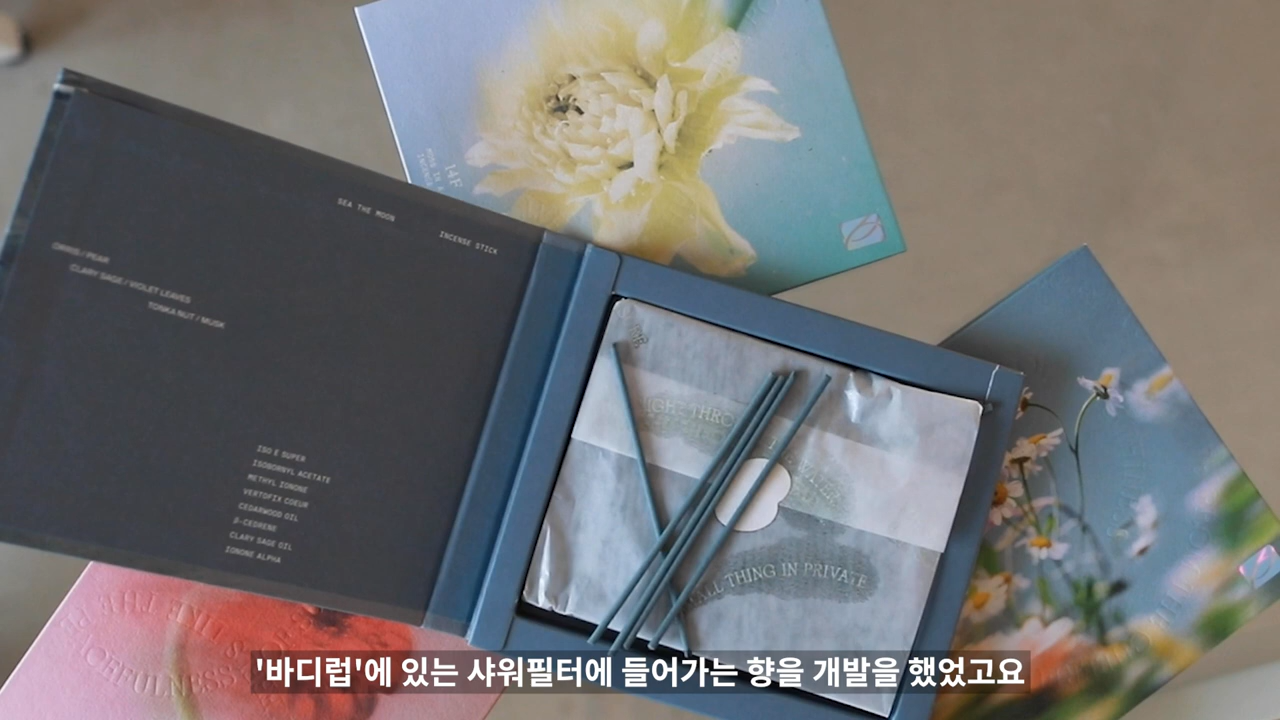 14F
SEA THE MOON
INCENSE STICK
ORRIS / PEAR
CLARY SAGE / VIOLET LEAVES
TONKA NUT / MUSK
ISO E SUPER
ISOBORNYL ACETATE
METHYL IONONE
VERTOFIX COEUR
CEDARWOOD OIL
β-CEDRENE
CLARY SAGE OIL
IONONE ALPHA
THING IN PRIVATE
'바디럽'에 있는 샤워필터에 들어가는 향을 개발을 했었고요